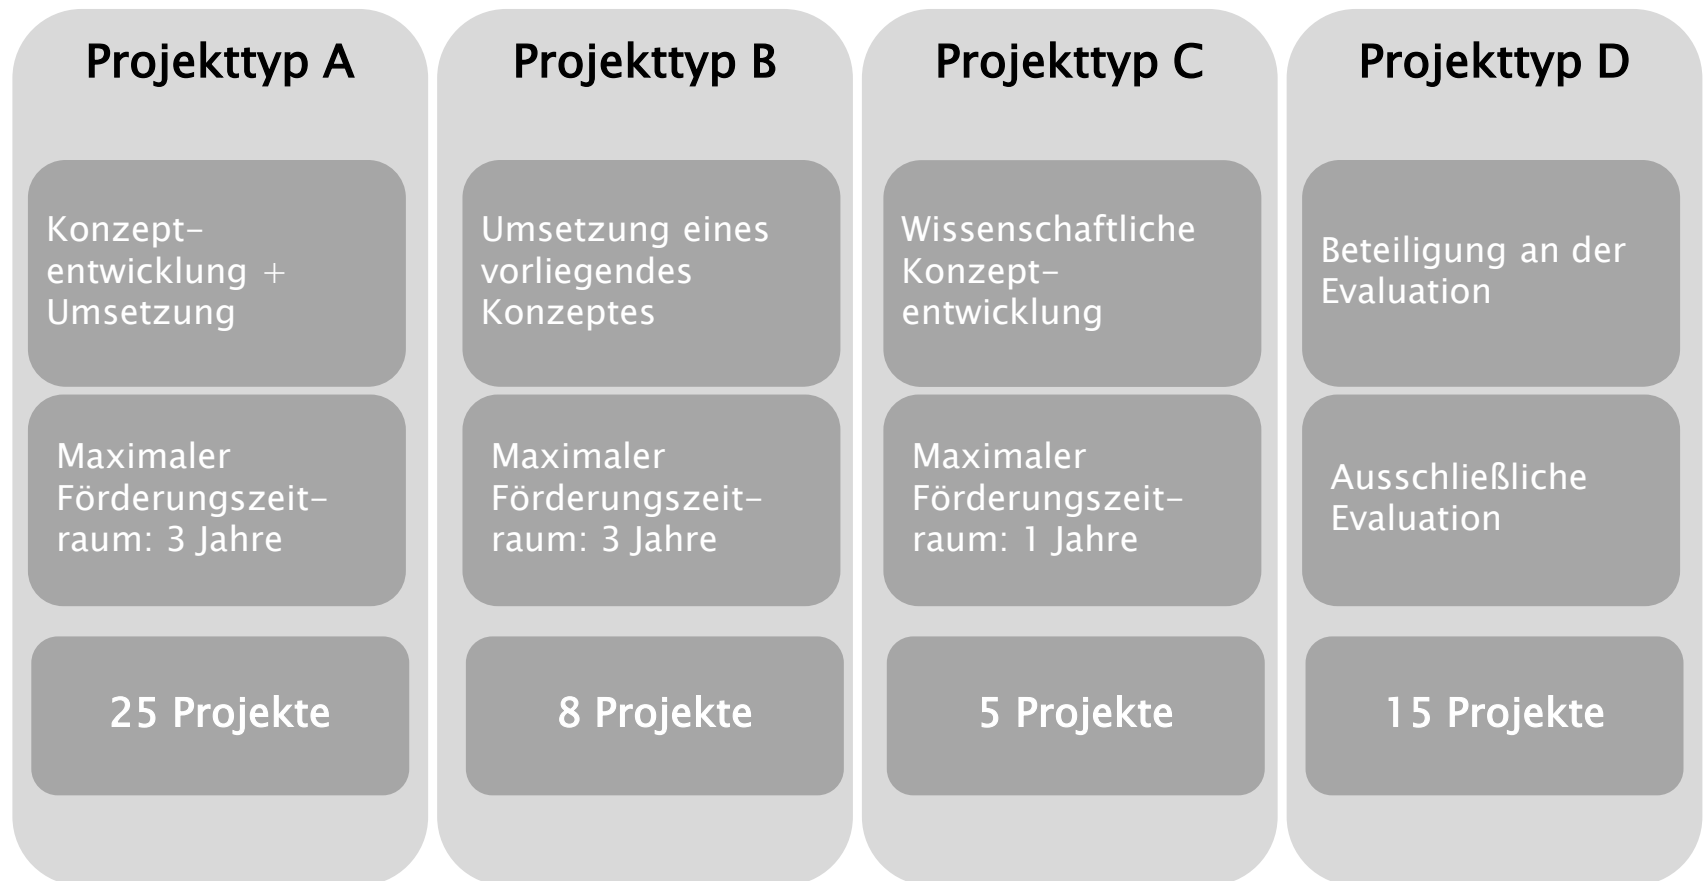 Projekttyp A
Konzept-
entwicklung +
Umsetzung
Maximaler
Förderungszeit-
raum: 3 Jahre
25 Projekte
Projekttyp B
Umsetzung eines
vorliegendes
Konzeptes
Maximaler
Förderungszeit-
raum: 3 Jahre
8 Projekte
Projekttyp C
Wissenschaftliche
Konzept-
entwicklung
Maximaler
Förderungszeit-
raum: 1 Jahre
5 Projekte
Projekttyp D
Beteiligung an der
Evaluation
Ausschließliche
Evaluation
15 Projekte